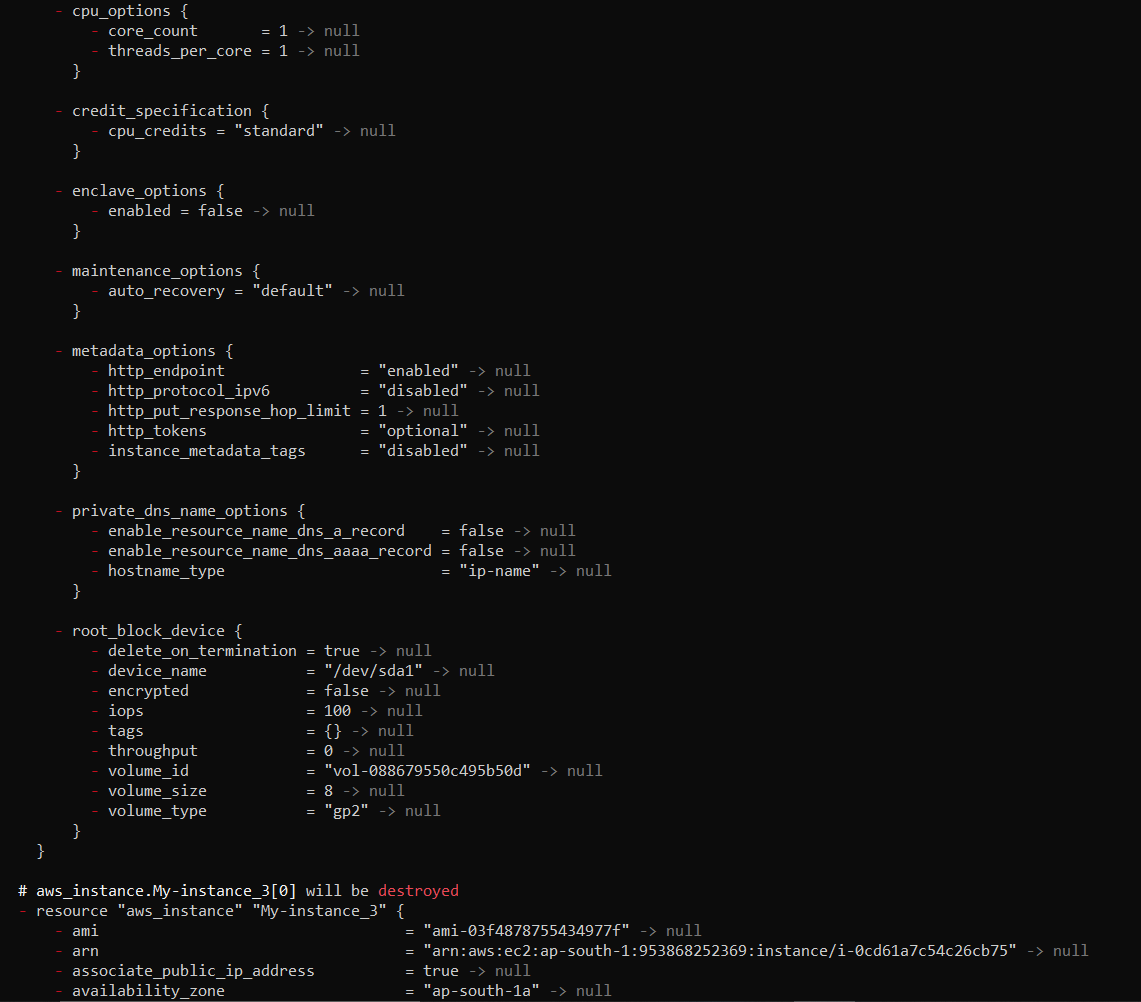 - cpu_options {
- core_count       = 1 -> null
- threads_per_core = 1 -> null
}
- credit_specification {
- cpu_credits = "standard" -> null
}
- enclave_options {
- enabled = false -> null
}
- maintenance_options {
- auto_recovery = "default" -> null
}
- metadata_options {
- http_endpoint               = "enabled" -> null
- http_protocol_ipv6          = "disabled" -> null
- http_put_response_hop_limit = 1 -> null
- http_tokens                 = "optional" -> null
- instance_metadata_tags      = "disabled" -> null
}
- private_dns_name_options {
- enable_resource_name_dns_a_record    = false -> null
- enable_resource_name_dns_aaaa_record = false -> null
- hostname_type                        = "ip-name" -> null
}
- root_block_device {
- delete_on_termination = true -> null
- device_name           = "/dev/sda1" -> null
- encrypted             = false -> null
- iops                  = 100 -> null
- tags                  = {} -> null
- throughput            = 0 -> null
- volume_id             = "vol-088679550c495b50d" -> null
- volume_size           = 8 -> null
- volume_type           = "gp2" -> null
}
}
# aws_instance.My-instance_3[0] will be destroyed
- resource "aws_instance" "My-instance_3" {
- ami                                  = "ami-03f4878755434977f" -> null
- arn                                  = "arn:aws:ec2:ap-south-1:953868252369:instance/i-0cd61a7c54c26cb75" -> null
- associate_public_ip_address          = true -> null
- availability_zone                    = "ap-south-1a" -> null